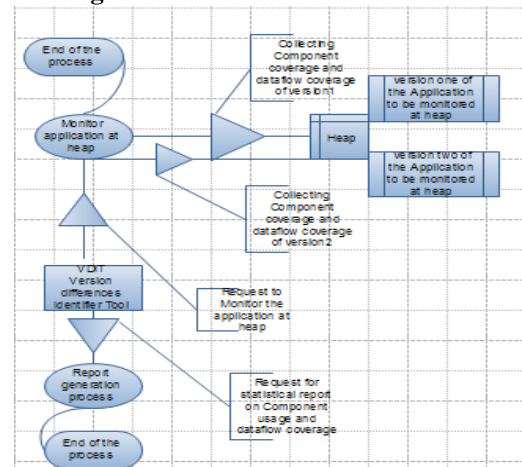 End of the
process
Collecting
Component
coverage and
dataflow coverage
of version1
Monitor
application at
heap
Heap
version one of
the Application
to be monitored
at heap
version two of
the Application
to be monitored
at heap
Collecting
Component
coverage and
dataflow coverage
of version2
VDIT
Version
differences
Identifier Tool
Request to
Monitor the
application at
heap
Report
generation
process
Request for
statistical report
on Component
usage and
dataflow coverage
End of the
process